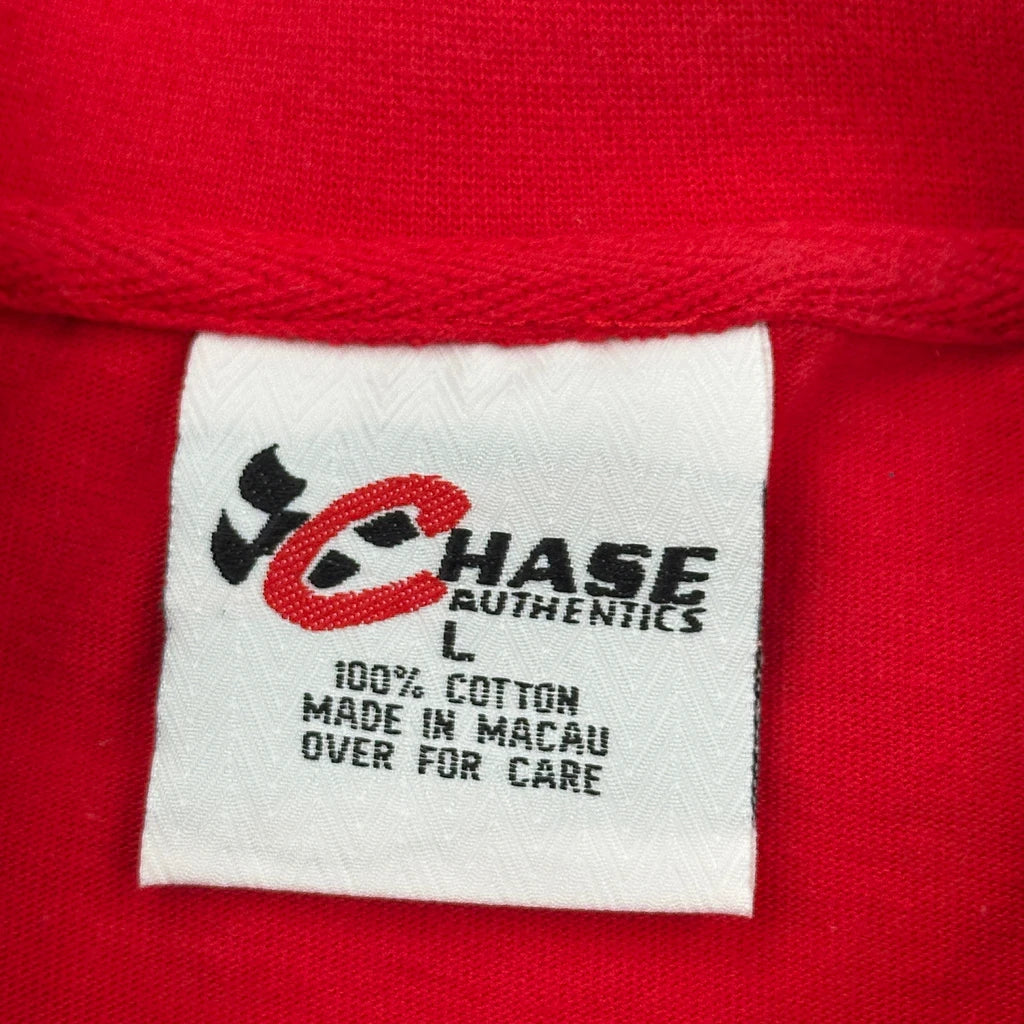 CHASE
AUTHENTICS
L
100% COTTON
MADE IN MACAU
OVER FOR CARE